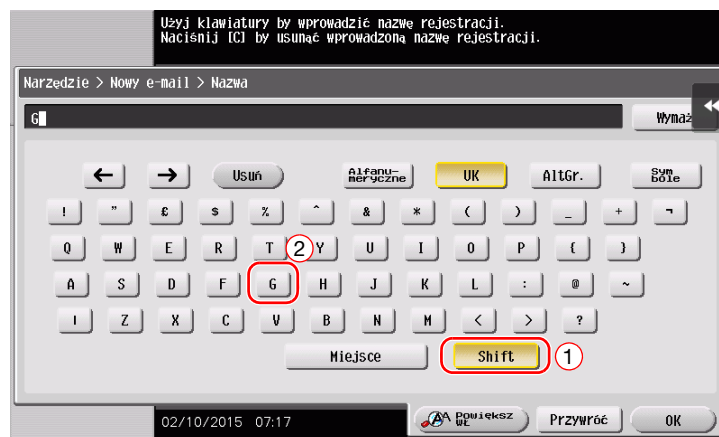 Użyj klawiatury by wprowadzić nazwę rejestracji.
Naciśnij [C] by usunąć wprowadzoną nazwę rejestracji.
Narzędzie > Nowy e-mail > Nazwa
G
Wymaż
← → Usuń Alfanu-
meryczne UK AltGr. Sym
bole
! " £ $ % ^ & * ( ) _ + ¬
Q W E R T 2 Y U I O P { }
A S D F G H J K L : @ ~
| Z X C V B N M < > ?
Miejsce Shift 1
02/10/2015 07:17 Powiększ
WŁ Przywróć OK